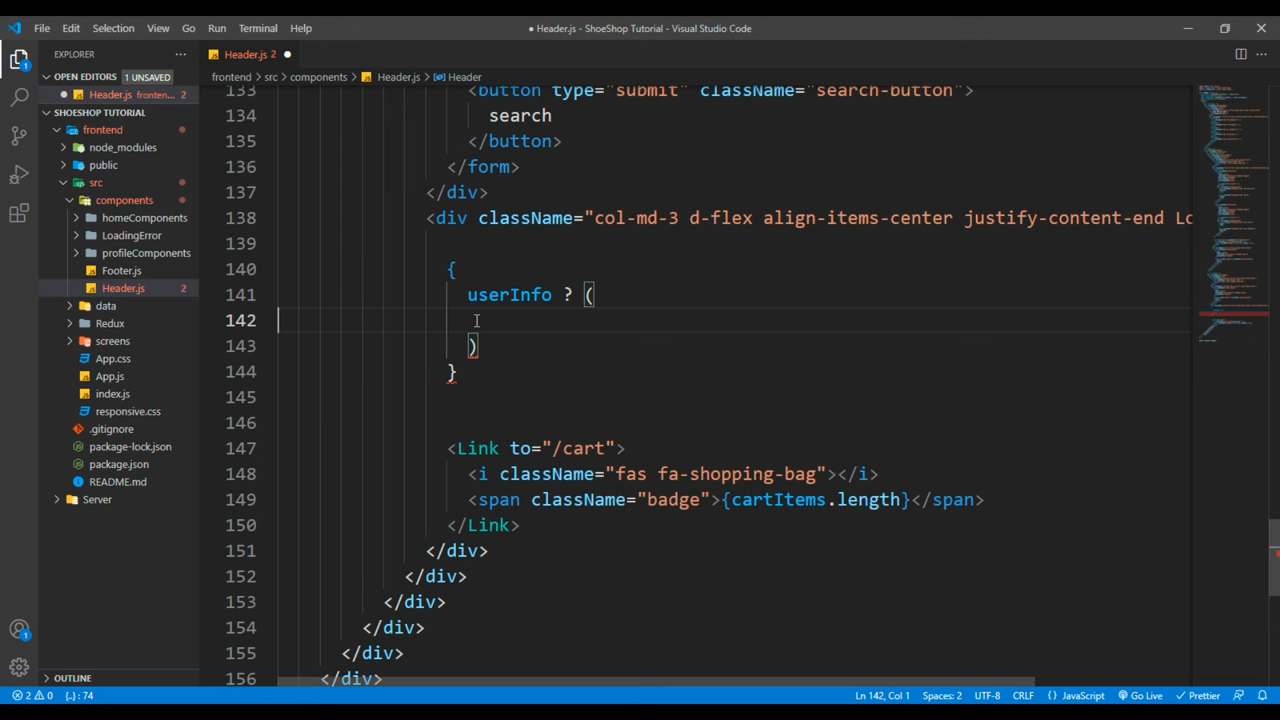 File Edit Selection View Go Run Terminal Help
● Header.js - ShoeShop Tutorial - Visual Studio Code
EXPLORER
OPEN EDITORS 1 UNSAVED
Header.js fronten... 2
SHOESHOP TUTORIAL
frontend
node_modules
public
src
components
homeComponents
LoadingError
profileComponents
Footer.js
Header.js 2
data
Redux
screens
App.css
App.js
index.js
responsive.css
.gitignore
package-lock.json
package.json
README.md
Server
OUTLINE
Header.js 2
frontend > src > components > Header.js > Header
133 <button type="submit" className="search-button">
134 search
135 </button>
136 </form>
137 </div>
138 <div className="col-md-3 d-flex align-items-center justify-content-end Lo
139
140 {
141 userInfo ? (
142
143 )
144 }
145
146
147 <Link to="/cart">
148 <i className="fas fa-shopping-bag"></i>
149 <span className="badge">{cartItems.length}</span>
150 </Link>
151 </div>
152 </div>
153 </div>
154 </div>
155 </div>
156 </div>
1
1
2 0 {..}: 74
Ln 142, Col 1 Spaces: 2 UTF-8 CRLF {} JavaScript Go Live Prettier